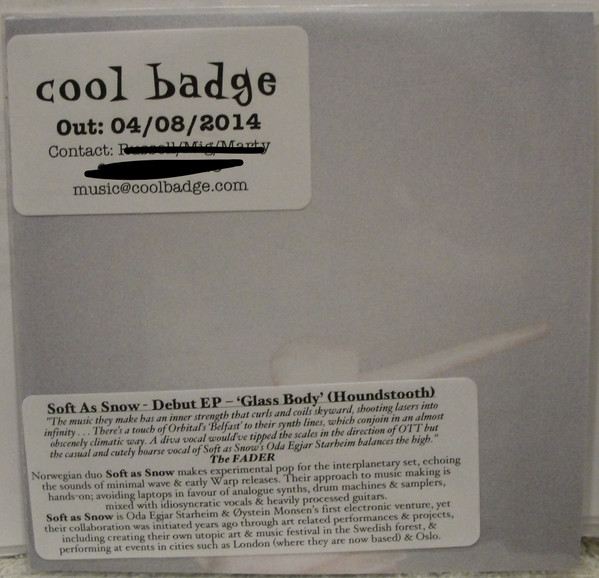 cool badge
Out: 04/08/2014
Contact: Russell/Mig/Marty
music@coolbadge.com
Soft As Snow - Debut EP – ‘Glass Body’ (Houndstooth)
"The music they make has an inner strength that curls and coils skyward, shooting lasers into
infinity . . . There's a touch of Orbital's 'Belfast' to their synth lines, which conjoin in an almost
obscenely climatic way. A diva vocal would've tipped the scales in the direction of OTT but
the casual and cutely hoarse vocal of Soft as Snow's Oda Egjar Starheim balances the high."
The FADER
Norwegian duo Soft as Snow makes experimental pop for the interplanetary set, echoing
the sounds of minimal wave & early Warp releases. Their approach to music making is
hands-on; avoiding laptops in favour of analogue synths, drum machines & samplers,
mixed with idiosyncratic vocals & heavily processed guitars.
Soft as Snow is Oda Egjar Starheim & Øystein Monsen's first electronic venture, yet
their collaboration was initiated years ago through art related performances & projects,
including creating their own utopic art & music festival in the Swedish forest, &
performing at events in cities such as London (where they are now based) & Oslo.